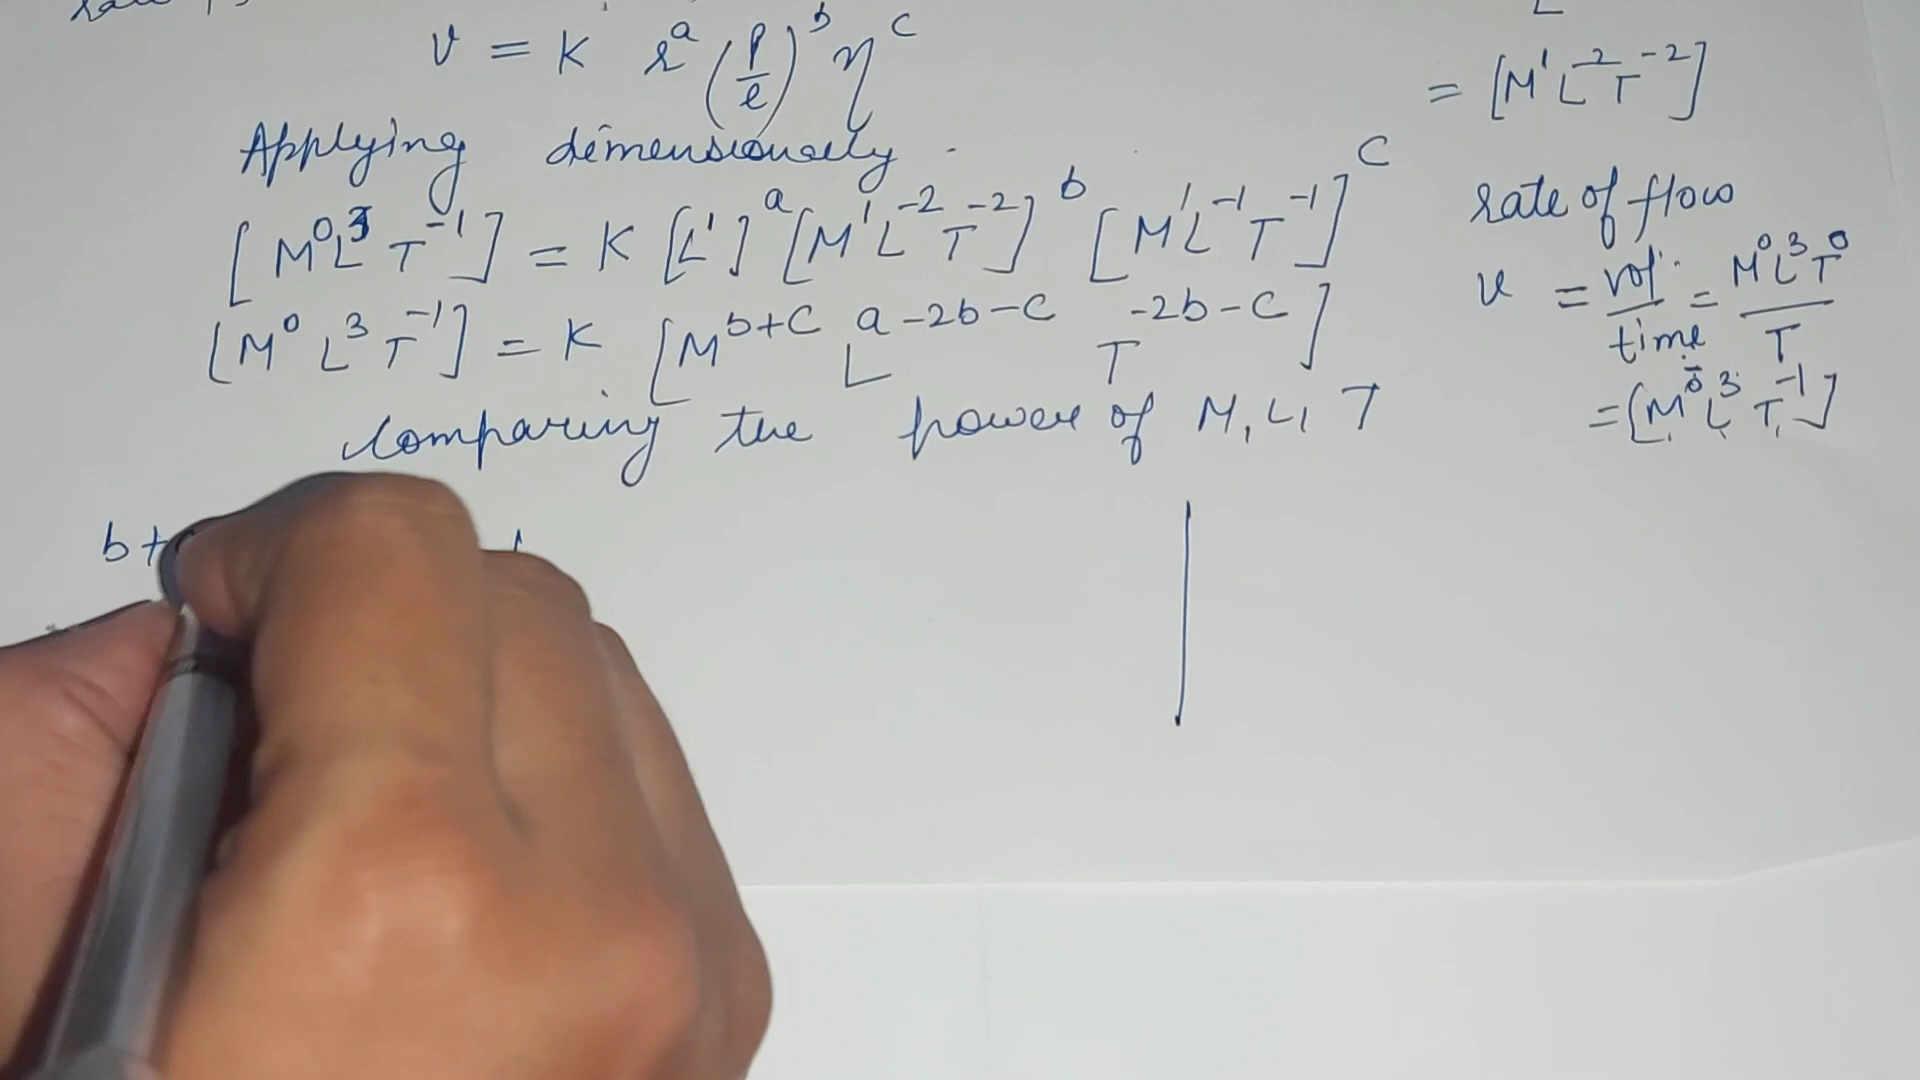 v = K r^a (p/l)^b η^c
Applying dimensionally.
[M^0 L^3 T^-1] = K [L^1]^a [M^1 L^-2 T^-2]^b [M^1 L^-1 T^-1]^c
[M^0 L^3 T^-1] = K [M^b+c L^a-2b-c T^-2b-c]
Comparing the power of M, L, T
b+c
L
= [M^1 L^-2 T^-2]
rate of flow
v = vol./time = M^0 L^3 T^0/T
= [M^0 L^3 T^-1]